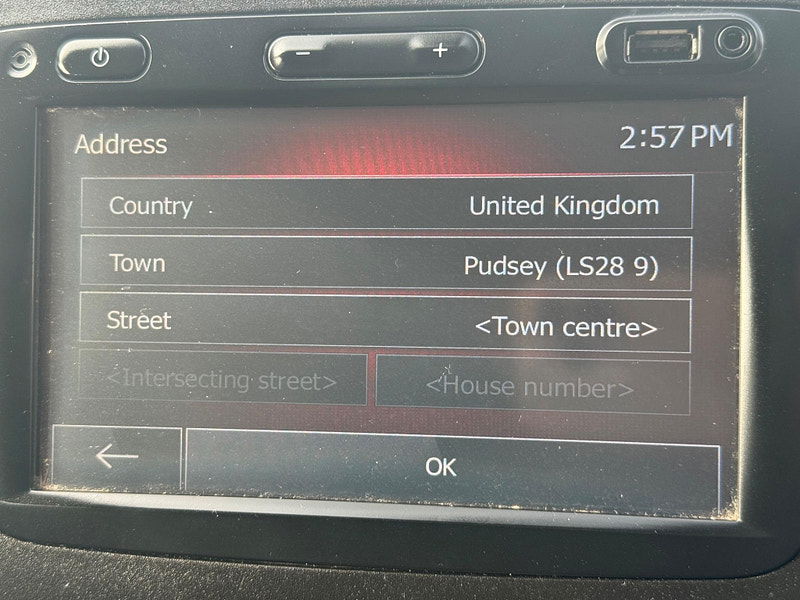 Address
2:57 PM
Country United Kingdom
Town Pudsey (LS28 9)
Street <Town centre>
<Intersecting street> <House number>
OK